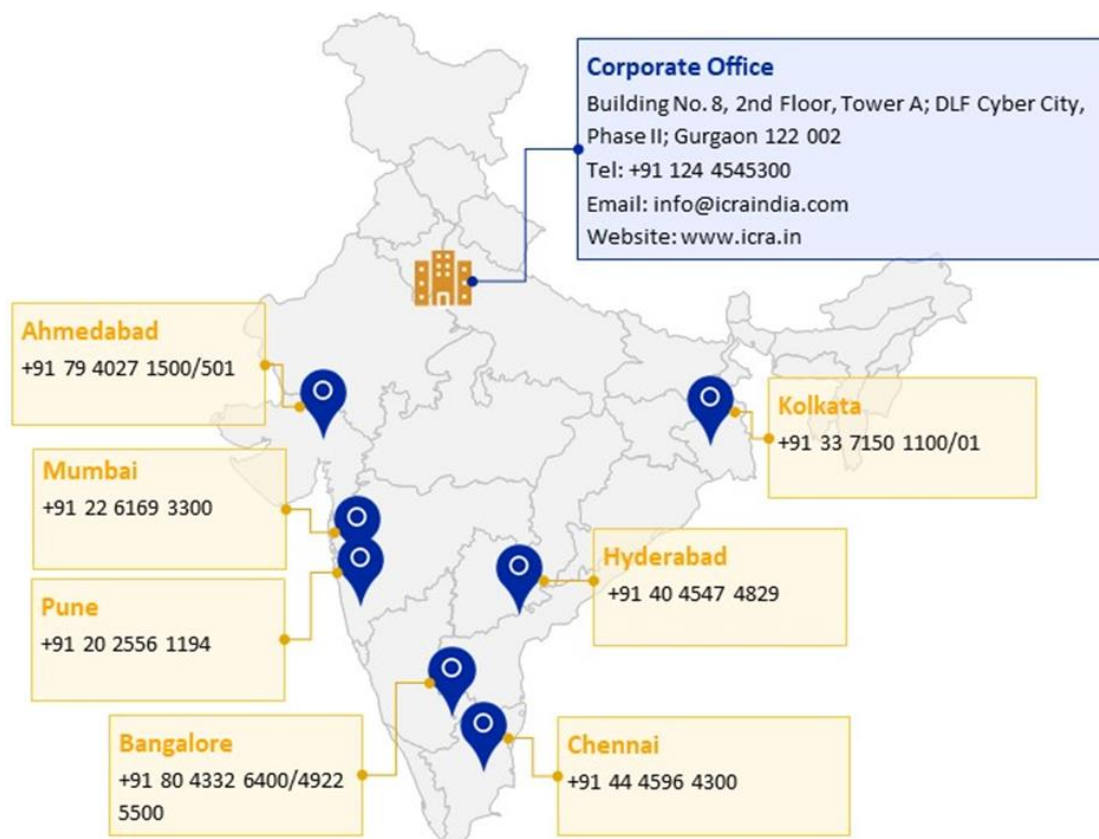 Corporate Office
Building No. 8, 2nd Floor, Tower A; DLF Cyber City,
Phase II; Gurgaon 122 002
Tel: +91 124 4545300
Email: info@icraindia.com
Website: www.icra.in
Ahmedabad
+91 79 4027 1500/501
Kolkata
+91 33 7150 1100/01
Mumbai
+91 22 6169 3300
Hyderabad
+91 40 4547 4829
Pune
+91 20 2556 1194
Bangalore
+91 80 4332 6400/4922
5500
Chennai
+91 44 4596 4300